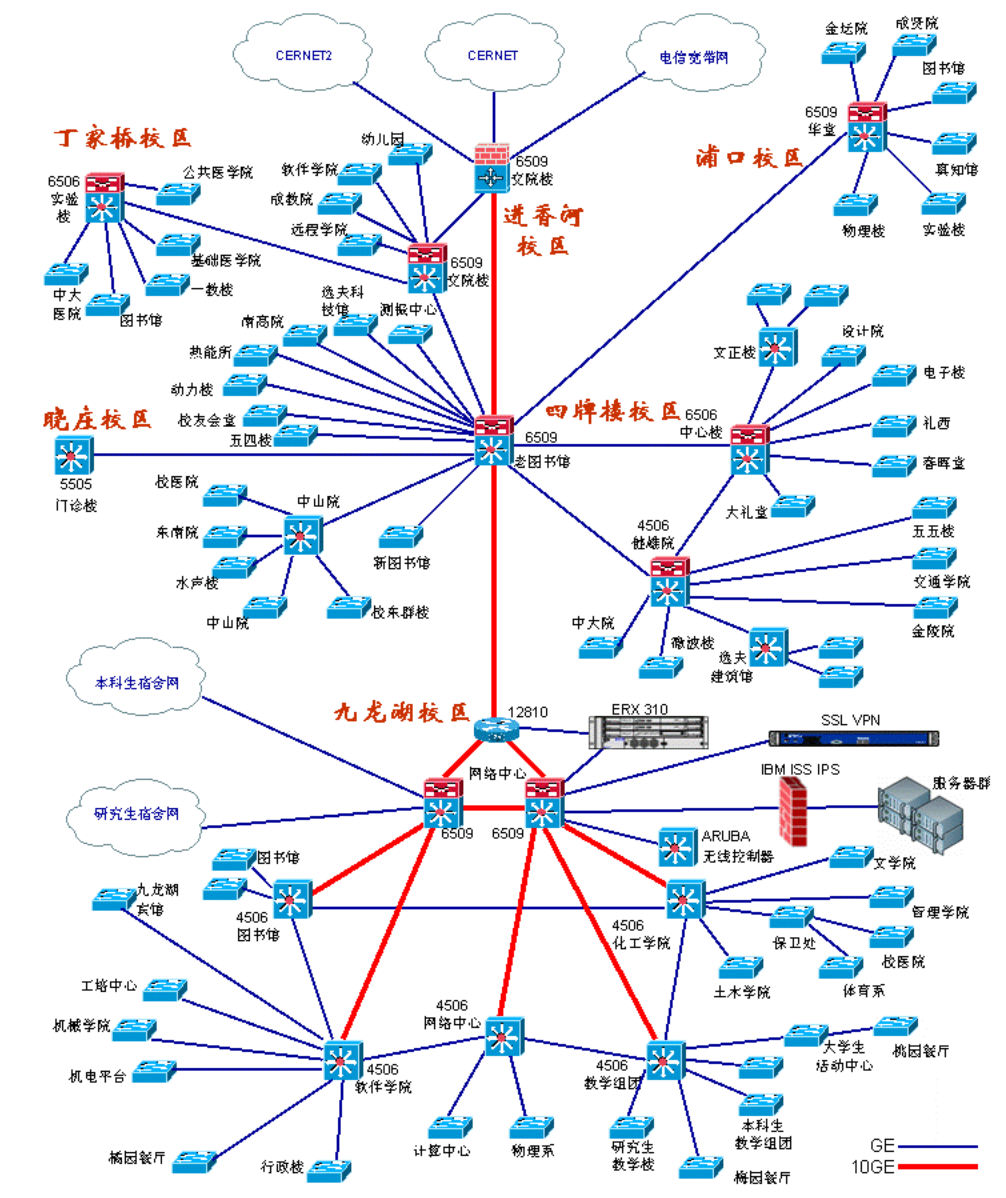 CERNET2
CERNET
电信宽带网
金坛院
成贤院
图书馆
6509
华堂
真知馆
物理楼
实验楼
浦口校区
丁家桥校区
6506
实验楼
公共医学院
基础医学院
一教楼
图书馆
中大
医院
幼儿园
软件学院
成教院
远程学院
6509
交院楼
进香河
校区
6509
交院楼
逸夫科
技馆
测振中心
南高院
热能所
动力楼
校友会堂
五四楼
晓庄校区
5505
门诊楼
四牌楼校区
6509
老图书馆
6506
中心楼
文正楼
设计院
电子楼
礼西
春晖堂
大礼堂
校医院
中山院
东南院
水声楼
中山院
校东群楼
新图书馆
4506
健雄院
五五楼
交通学院
金陵院
中大院
微波楼
逸夫
建筑馆
本科生宿舍网
九龙湖校区
12810
ERX 310
SSL VPN
网络中心
IBM ISS IPS
服务器群
研究生宿舍网
6509
6509
ARUBA
无线控制器
图书馆
九龙湖
宾馆
4506
图书馆
4506
化工学院
文学院
管理学院
保卫处
校医院
土木学院
体育系
工培中心
机械学院
机电平台
4506
网络中心
4506
软件学院
4506
教学组团
大学生
活动中心
桃园餐厅
橘园餐厅
行政楼
计算中心
物理系
研究生
教学楼
本科生
教学组团
梅园餐厅
GE
10GE